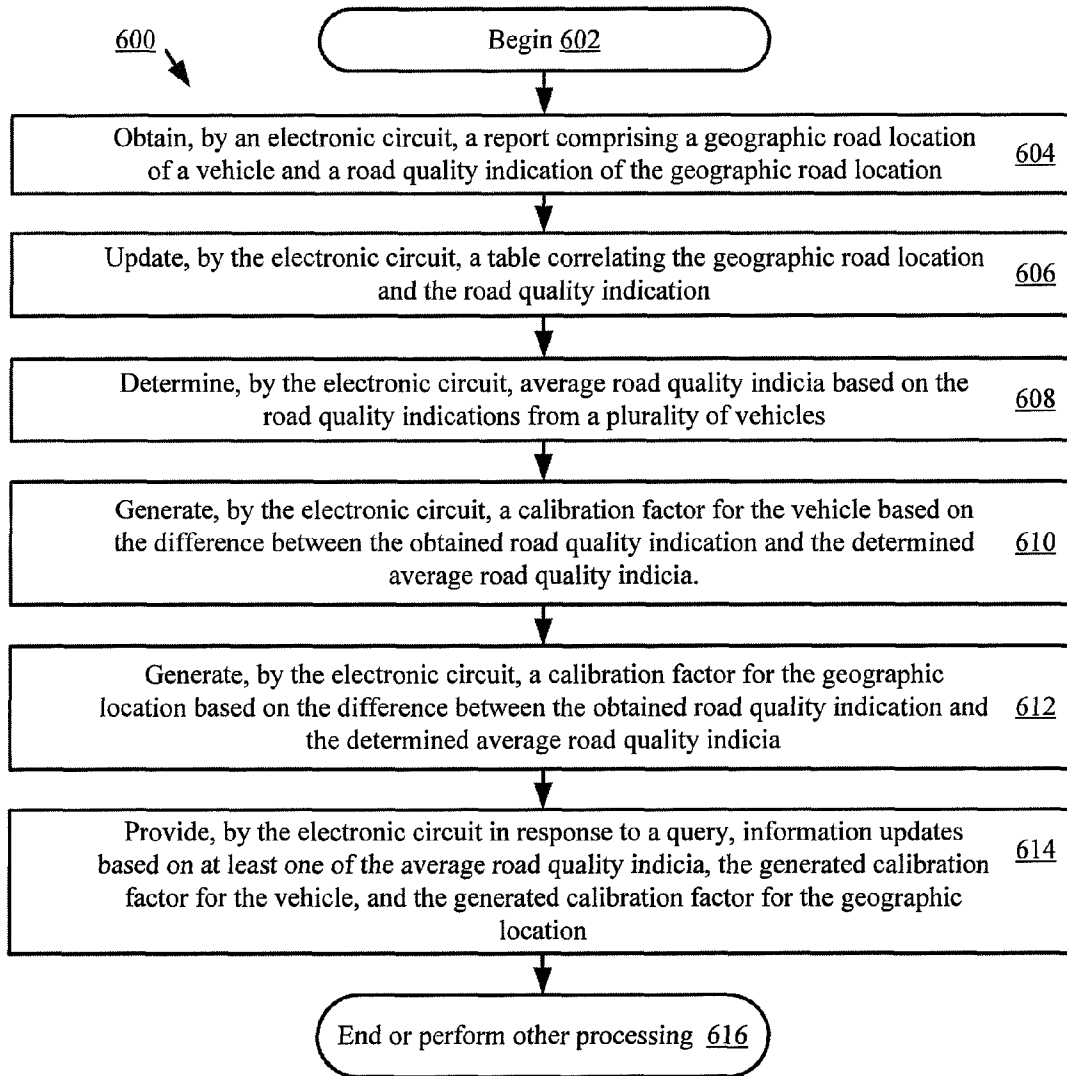 600
Begin 602
Obtain, by an electronic circuit, a report comprising a geographic road location
of a vehicle and a road quality indication of the geographic road location
604
Update, by the electronic circuit, a table correlating the geographic road location
and the road quality indication
606
Determine, by the electronic circuit, average road quality indicia based on the
road quality indications from a plurality of vehicles
608
Generate, by the electronic circuit, a calibration factor for the vehicle based on
the difference between the obtained road quality indication and the determined
average road quality indicia.
610
Generate, by the electronic circuit, a calibration factor for the geographic
location based on the difference between the obtained road quality indication and
the determined average road quality indicia
612
Provide, by the electronic circuit in response to a query, information updates
based on at least one of the average road quality indicia, the generated calibration
factor for the vehicle, and the generated calibration factor for the geographic
location
614
End or perform other processing 616